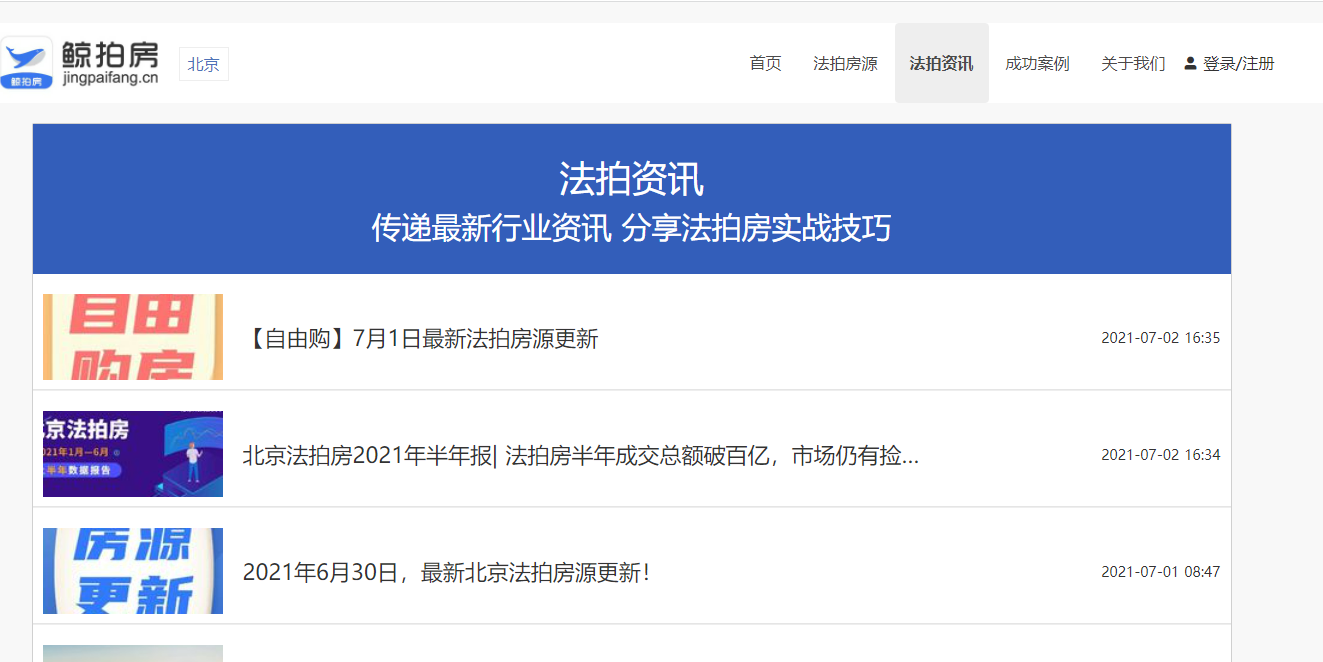 鲸拍房
jingpaifang.cn
鲸拍房
北京
首页
法拍房源
法拍资讯
成功案例
关于我们
登录/注册
法拍资讯
传递最新行业资讯 分享法拍房实战技巧
自由
购房
【自由购】7月1日最新法拍房源更新
2021-07-02 16:35
京法拍房
021年1月—6月
半年数据报告
北京法拍房2021年半年报| 法拍房半年成交总额破百亿，市场仍有捡...
2021-07-02 16:34
房源
更新
2021年6月30日，最新北京法拍房源更新！
2021-07-01 08:47